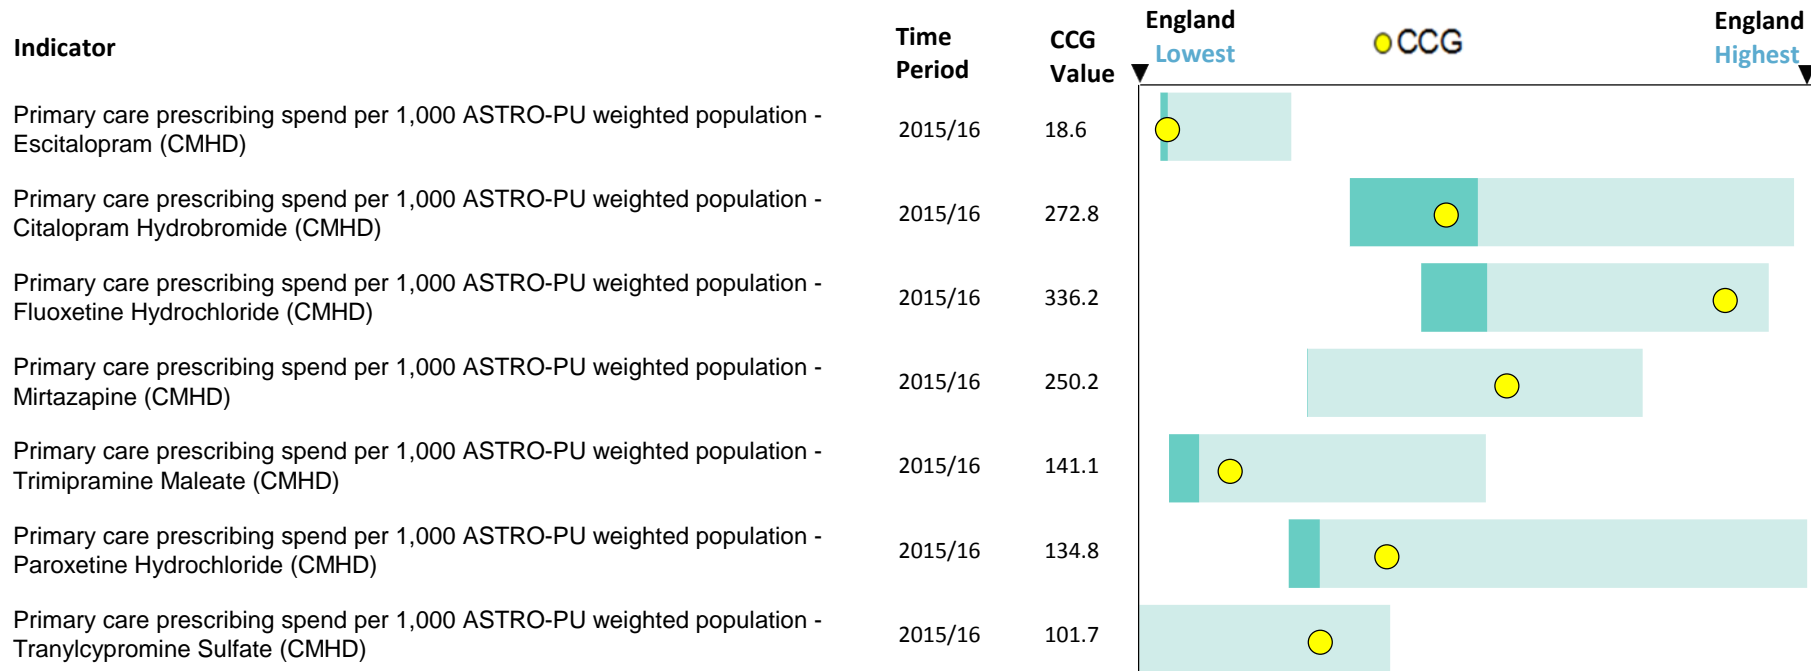 Indicator
Time Period
CCG Value
England Lowest
CCG
England Highest
Primary care prescribing spend per 1,000 ASTRO-PU weighted population -
Escitalopram (CMHD)
2015/16
18.6
Primary care prescribing spend per 1,000 ASTRO-PU weighted population -
Citalopram Hydrobromide (CMHD)
2015/16
272.8
Primary care prescribing spend per 1,000 ASTRO-PU weighted population -
Fluoxetine Hydrochloride (CMHD)
2015/16
336.2
Primary care prescribing spend per 1,000 ASTRO-PU weighted population -
Mirtazapine (CMHD)
2015/16
250.2
Primary care prescribing spend per 1,000 ASTRO-PU weighted population -
Trimipramine Maleate (CMHD)
2015/16
141.1
Primary care prescribing spend per 1,000 ASTRO-PU weighted population -
Paroxetine Hydrochloride (CMHD)
2015/16
134.8
Primary care prescribing spend per 1,000 ASTRO-PU weighted population -
Tranylcypromine Sulfate (CMHD)
2015/16
101.7